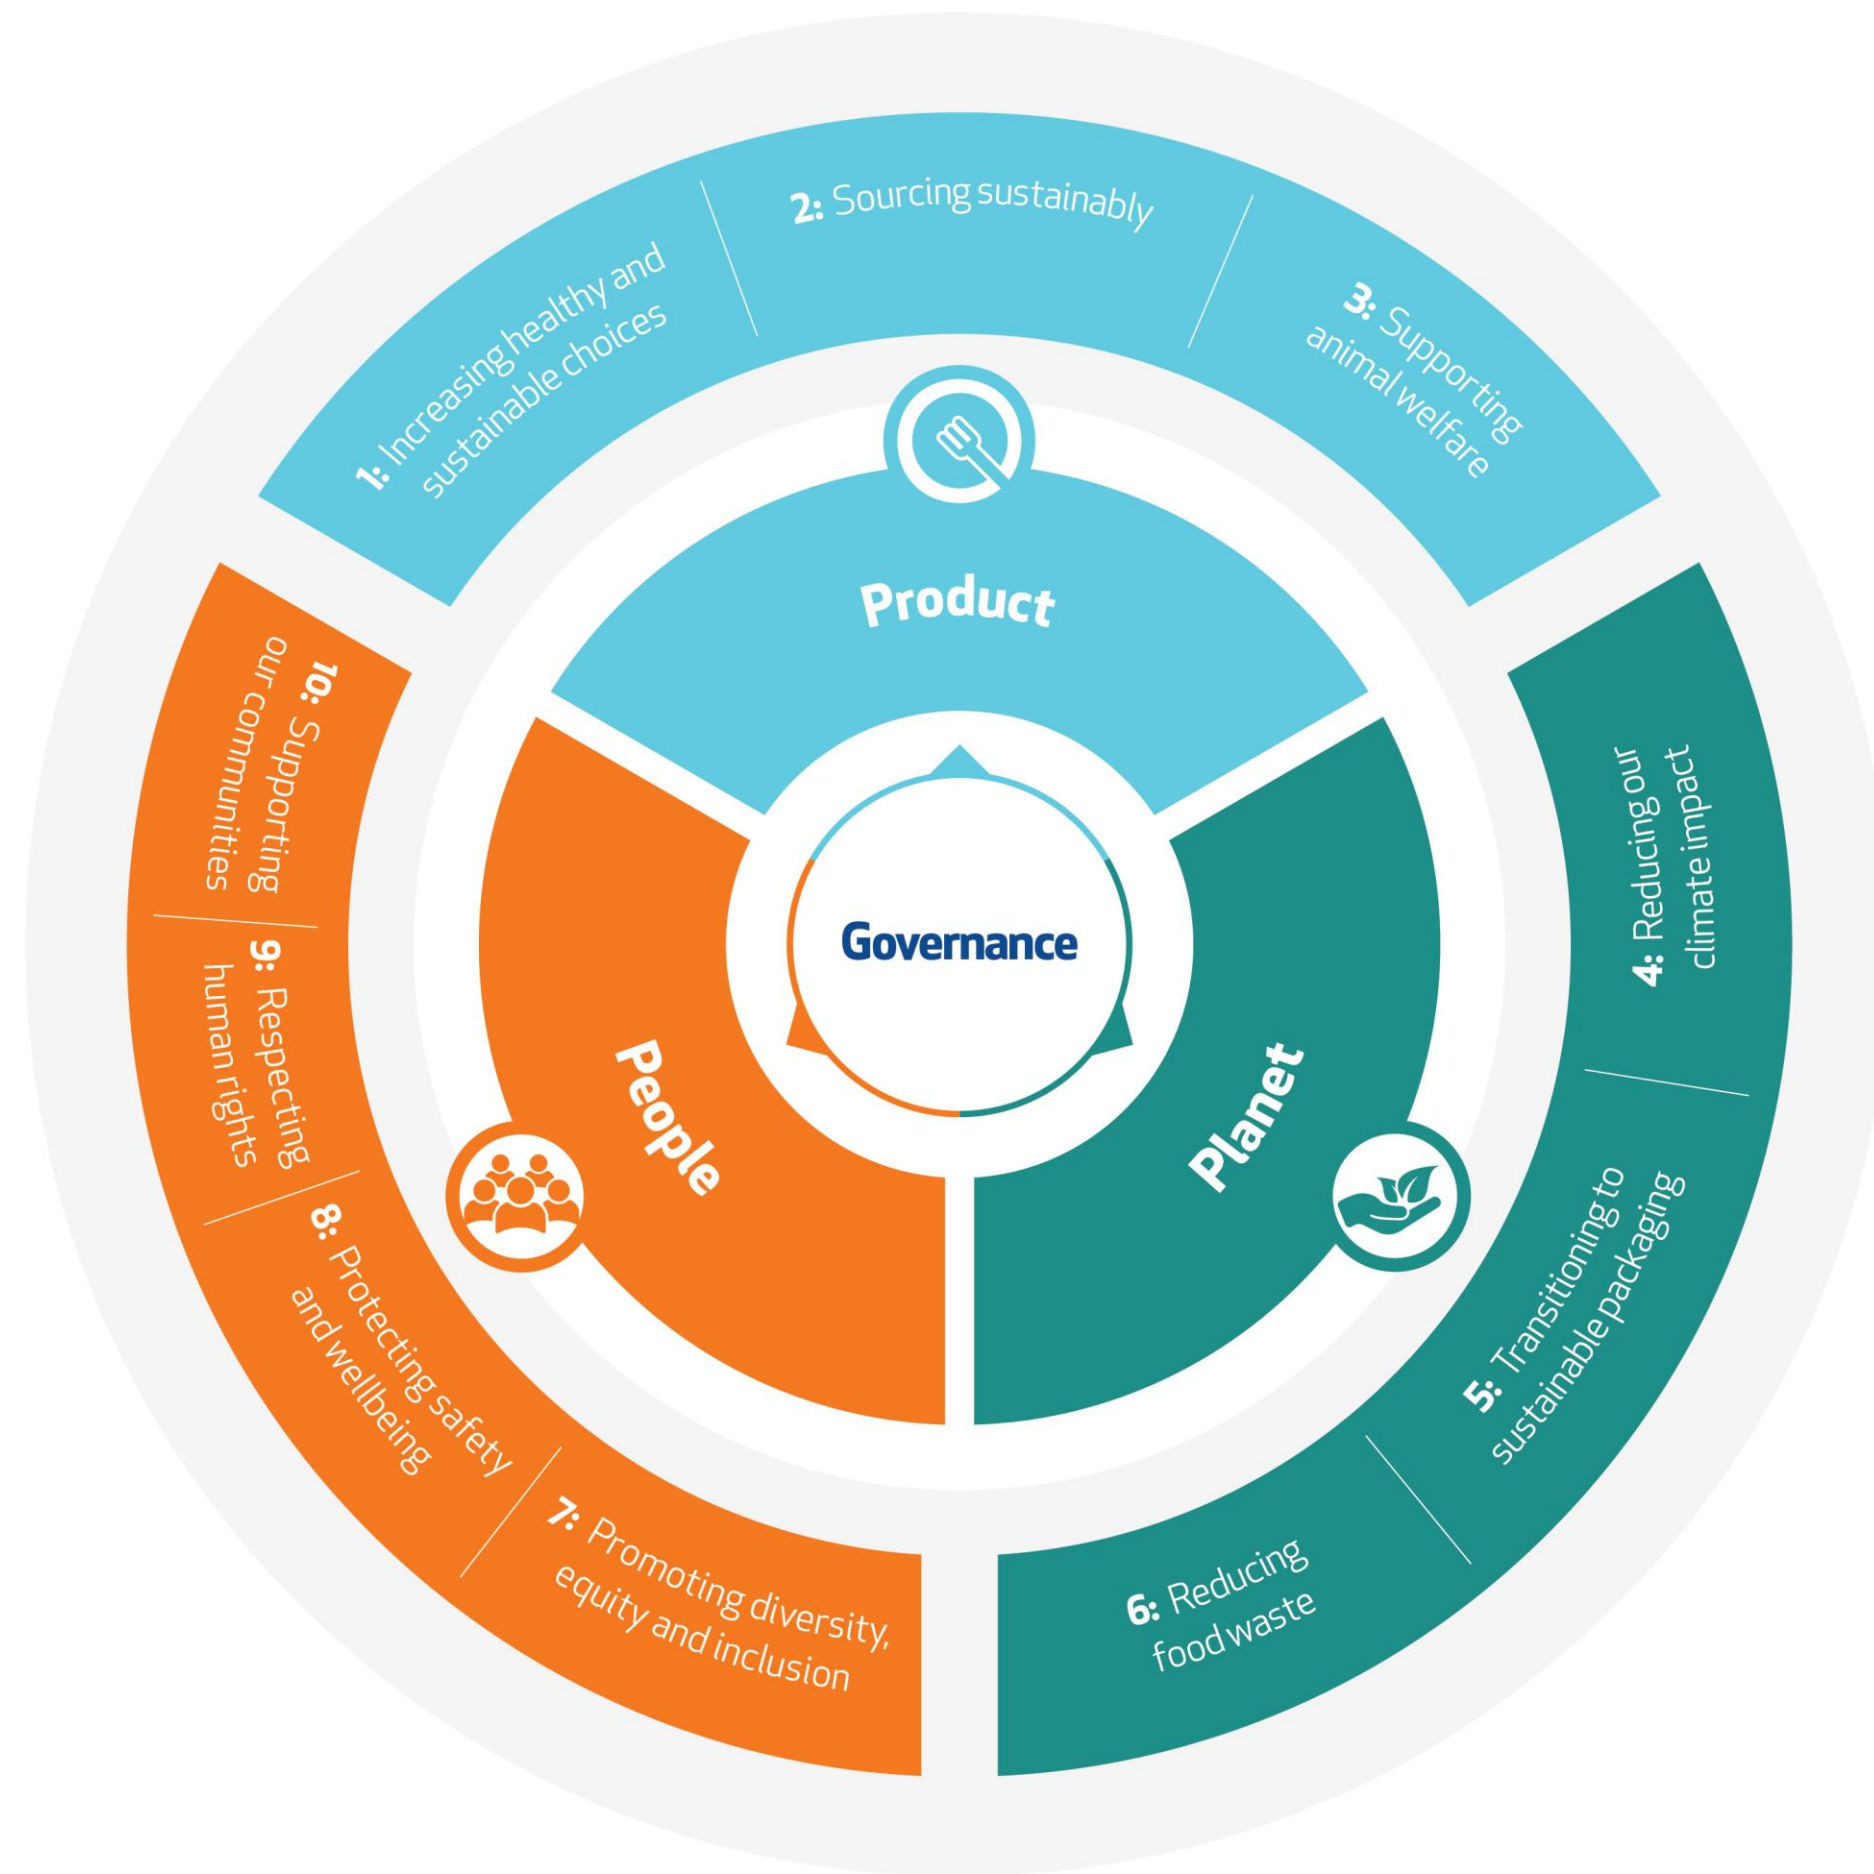 1: Increasing healthy and
sustainable choices
2: Sourcing sustainably
3: Supporting
animal welfare
4: Reducing our
climate impact
5: Transitioning to
sustainable packaging
6: Reducing
food waste
7: Promoting diversity,
equity and inclusion
8: Protecting safety
and wellbeing
9: Respecting
human rights
10: Supporting
our communities
Product
Planet
People
Governance